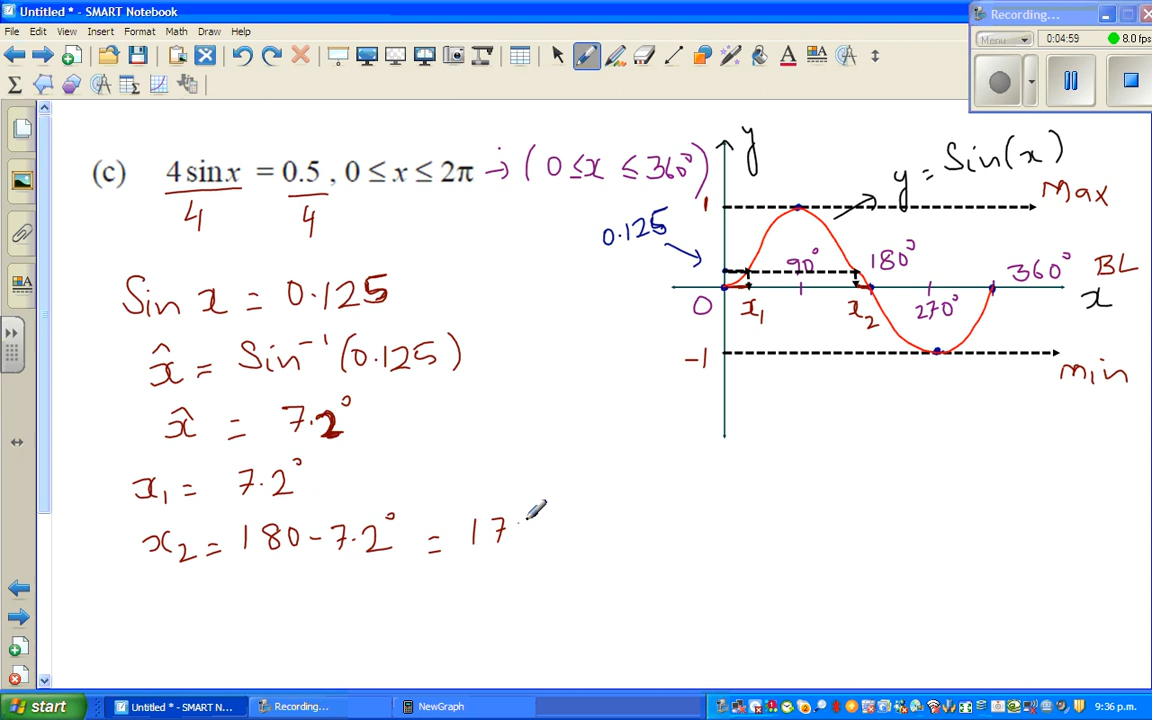 Untitled * - SMART Notebook
File Edit View Insert Format Math Draw Help
Recording...
Menu 0:04:59 8.0 fps
(c) 4 sin x = 0.5 , 0 ≤ x ≤ 2π → ( 0 ≤ x ≤ 360° )
4 4
Sin x = 0.125
x̂ = Sin⁻¹ (0.125)
x̂ = 7.2°
x₁ = 7.2°
x₂ = 180 - 7.2° = 17
y
y = Sin(x)
Max
1
0.125
90° 180° 360° BL
0 x₁ x₂ 270° x
-1 min
start Untitled * - SMART N... Recording... NewGraph 9:36 p.m.